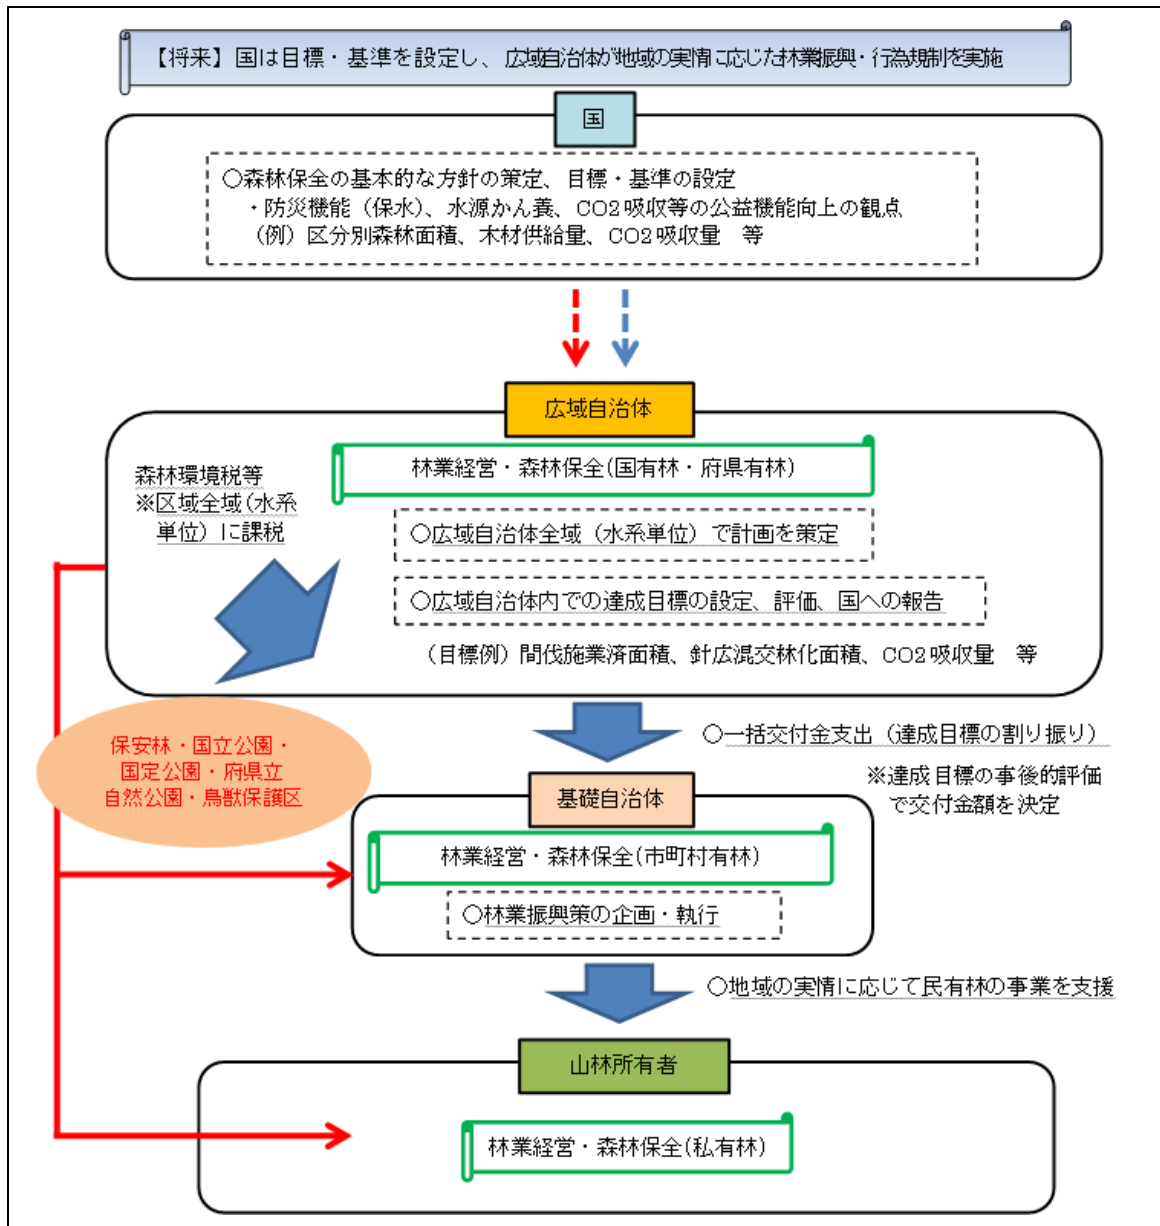 【将来】国は目標・基準を設定し、広域自治体が地域の実情に応じた林業振興・行為規制を実施
国
○森林保全の基本的な方針の策定、目標・基準の設定
・防災機能（保水）、水源かん養、CO2吸収等の公益機能向上の観点
（例）区分別森林面積、木材供給量、CO2吸収量　等
広域自治体
林業経営・森林保全(国有林・府県有林)
森林環境税等
※区域全域(水系
単位）に課税
○広域自治体全域（水系単位）で計画を策定
○広域自治体内での達成目標の設定、評価、国への報告
（目標例）間伐施業済面積、針広混交林化面積、CO2吸収量　等
保安林・国立公園・
国定公園・府県立
自然公園・鳥獣保護区
○一括交付金支出（達成目標の割り振り）
※達成目標の事後的評価
で交付金額を決定
基礎自治体
林業経営・森林保全(市町村有林)
○林業振興策の企画・執行
○地域の実情に応じて民有林の事業を支援
山林所有者
林業経営・森林保全(私有林)